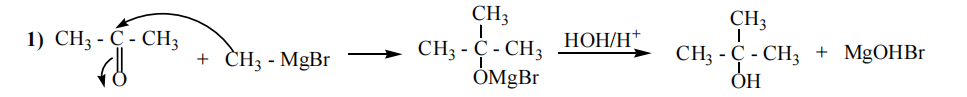 CH₃ CH₃
1) CH₃ - C - CH₃ + CH₃ - MgBr CH₃ - C - CH₃ HOH/H⁺ CH₃ - C - CH₃ + MgOHBr
O OMgBr OH